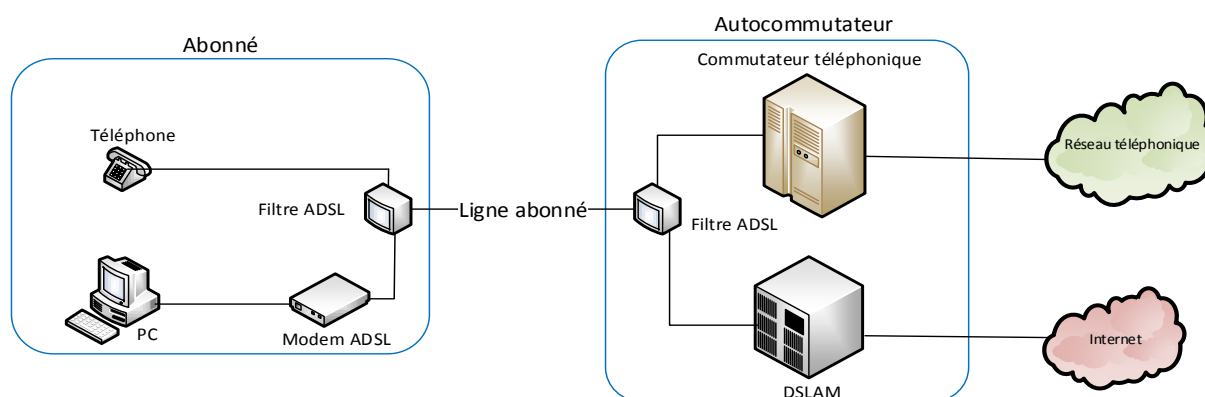 Abonné
Téléphone
Filtre ADSL
PC
Modem ADSL
Ligne abonné
Autocommutateur
Commutateur téléphonique
Filtre ADSL
DSLAM
Réseau téléphonique
Internet